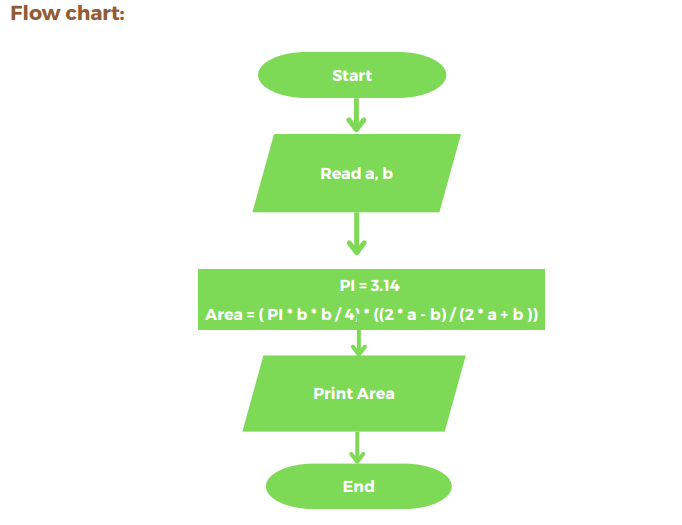 Flow chart:
Start
Read a, b
PI = 3.14
Area = ( PI * b * b / 4) * ((2 * a - b) / (2 * a + b ))
Print Area
End